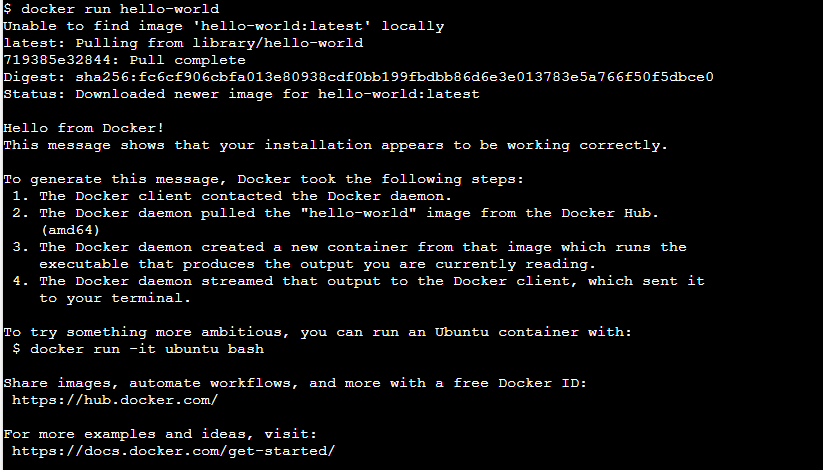 $ docker run hello-world
Unable to find image 'hello-world:latest' locally
latest: Pulling from library/hello-world
719385e32844: Pull complete
Digest: sha256:fc6cf906cbfa013e80938cdf0bb199fbdbb86d6e3e013783e5a766f50f5dbce0
Status: Downloaded newer image for hello-world:latest

Hello from Docker!
This message shows that your installation appears to be working correctly.

To generate this message, Docker took the following steps:
 1. The Docker client contacted the Docker daemon.
 2. The Docker daemon pulled the "hello-world" image from the Docker Hub.
    (amd64)
 3. The Docker daemon created a new container from that image which runs the
    executable that produces the output you are currently reading.
 4. The Docker daemon streamed that output to the Docker client, which sent it
    to your terminal.

To try something more ambitious, you can run an Ubuntu container with:
 $ docker run -it ubuntu bash

Share images, automate workflows, and more with a free Docker ID:
 https://hub.docker.com/

For more examples and ideas, visit:
 https://docs.docker.com/get-started/